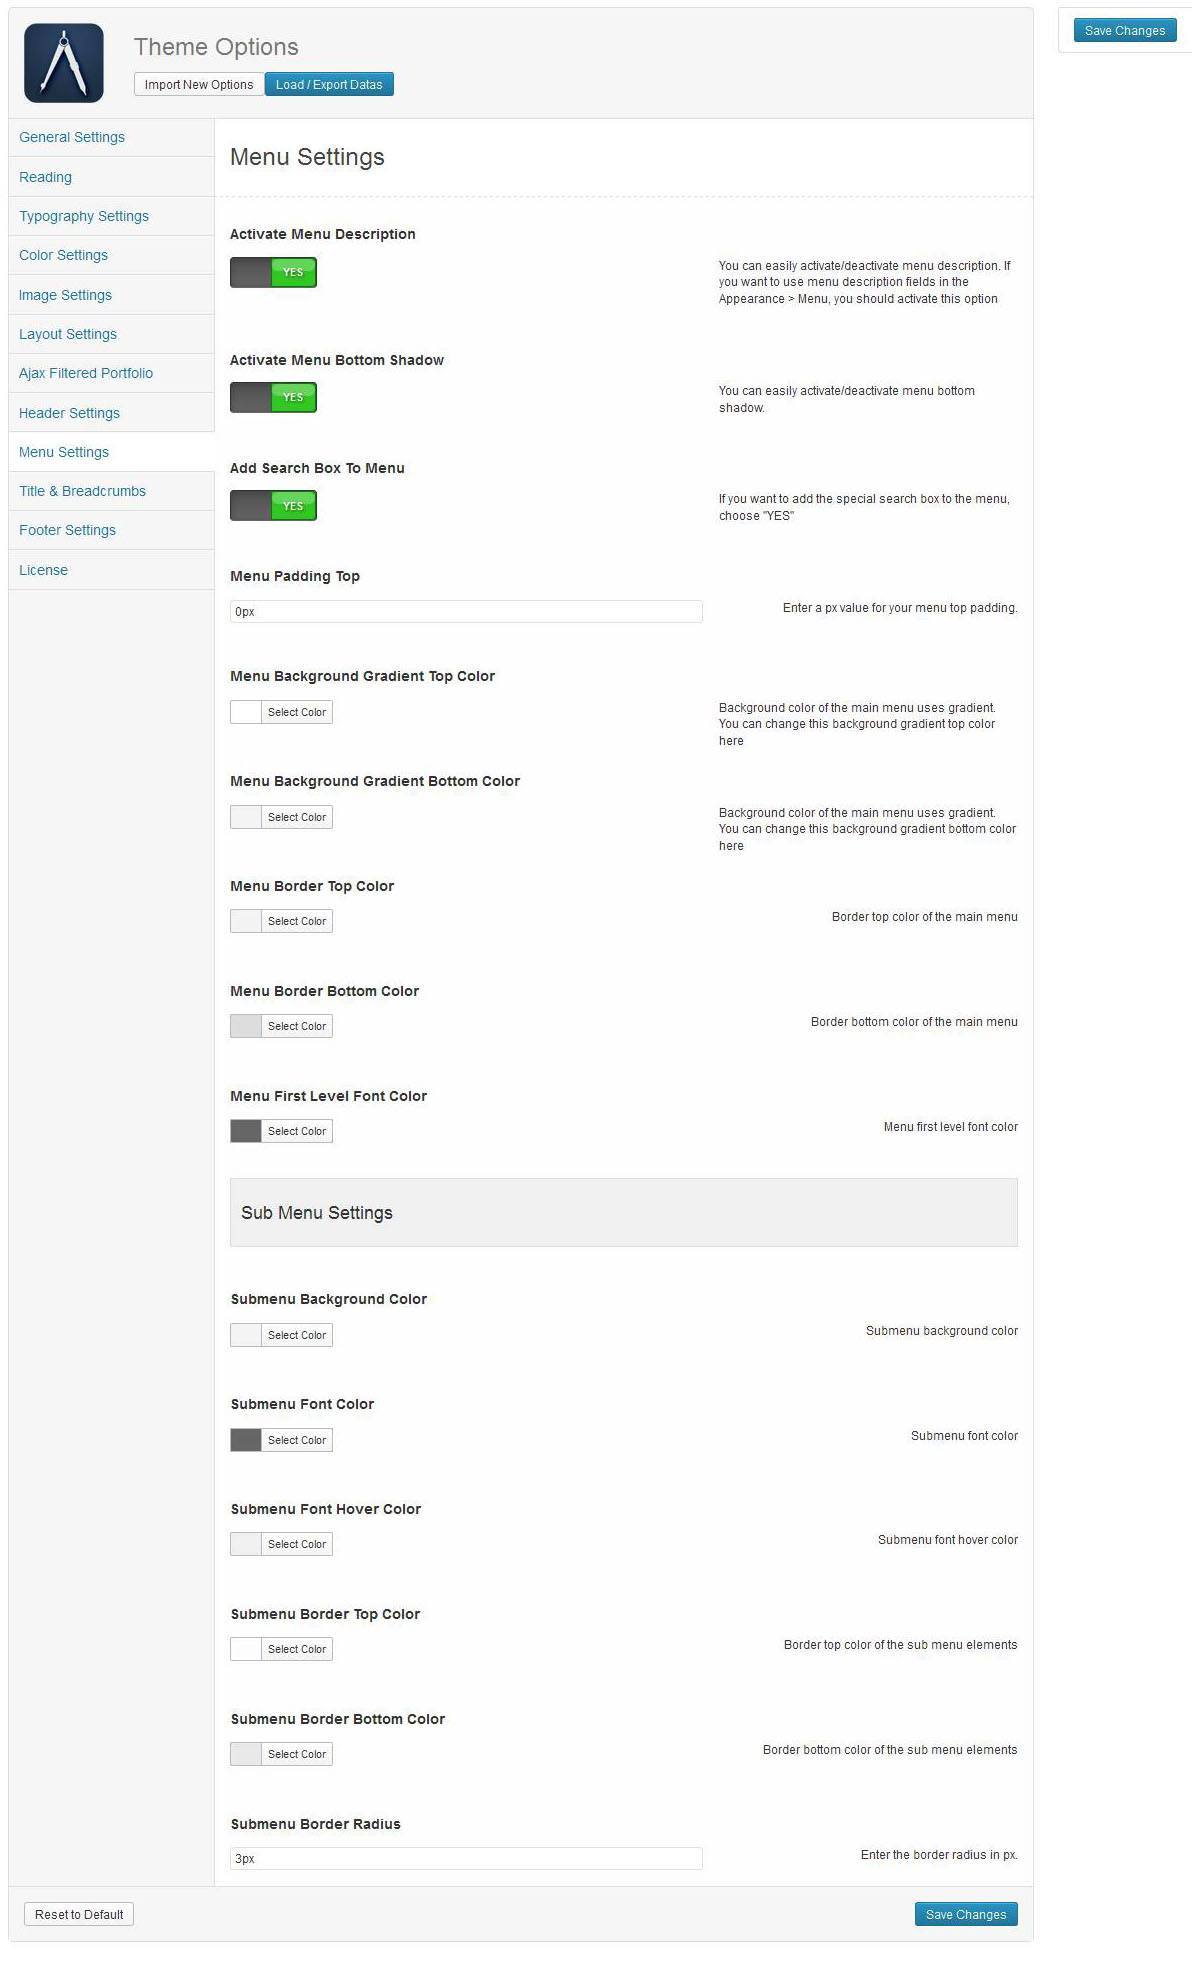 Theme Options
Import New Options
Load / Export Datas
Save Changes
General Settings
Reading
Typography Settings
Color Settings
Image Settings
Layout Settings
Ajax Filtered Portfolio
Header Settings
Menu Settings
Title & Breadcrumbs
Footer Settings
License
Menu Settings
Activate Menu Description
YES
You can easily activate/deactivate menu description. If
you want to use menu description fields in the
Appearance > Menu, you should activate this option
Activate Menu Bottom Shadow
YES
You can easily activate/deactivate menu bottom
shadow.
Add Search Box To Menu
YES
If you want to add the special search box to the menu,
choose "YES"
Menu Padding Top
0px
Enter a px value for your menu top padding.
Menu Background Gradient Top Color
Select Color
Background color of the main menu uses gradient.
You can change this background gradient top color
here
Menu Background Gradient Bottom Color
Select Color
Background color of the main menu uses gradient.
You can change this background gradient bottom color
here
Menu Border Top Color
Select Color
Border top color of the main menu
Menu Border Bottom Color
Select Color
Border bottom color of the main menu
Menu First Level Font Color
Select Color
Menu first level font color
Sub Menu Settings
Submenu Background Color
Select Color
Submenu background color
Submenu Font Color
Select Color
Submenu font color
Submenu Font Hover Color
Select Color
Submenu font hover color
Submenu Border Top Color
Select Color
Border top color of the sub menu elements
Submenu Border Bottom Color
Select Color
Border bottom color of the sub menu elements
Submenu Border Radius
3px
Enter the border radius in px.
Reset to Default
Save Changes